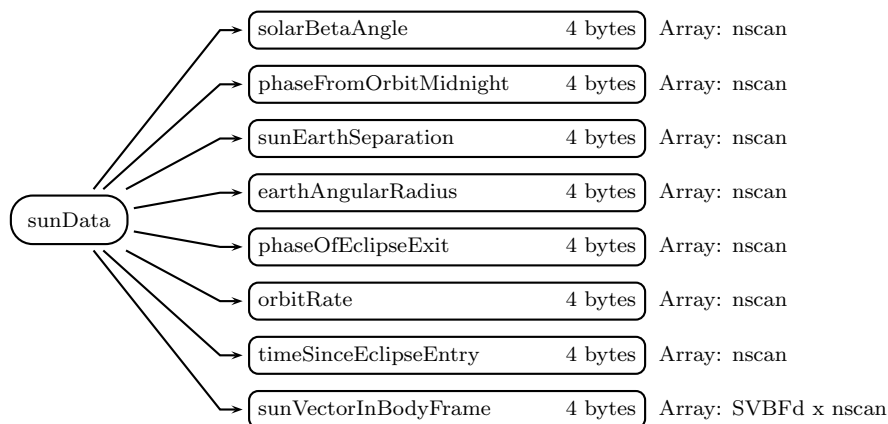 solarBetaAngle 4 bytes Array: nscan
phaseFromOrbitMidnight 4 bytes Array: nscan
sunEarthSeparation 4 bytes Array: nscan
earthAngularRadius 4 bytes Array: nscan
sunData
phaseOfEclipseExit 4 bytes Array: nscan
orbitRate 4 bytes Array: nscan
timeSinceEclipseEntry 4 bytes Array: nscan
sunVectorInBodyFrame 4 bytes Array: SVBFd x nscan